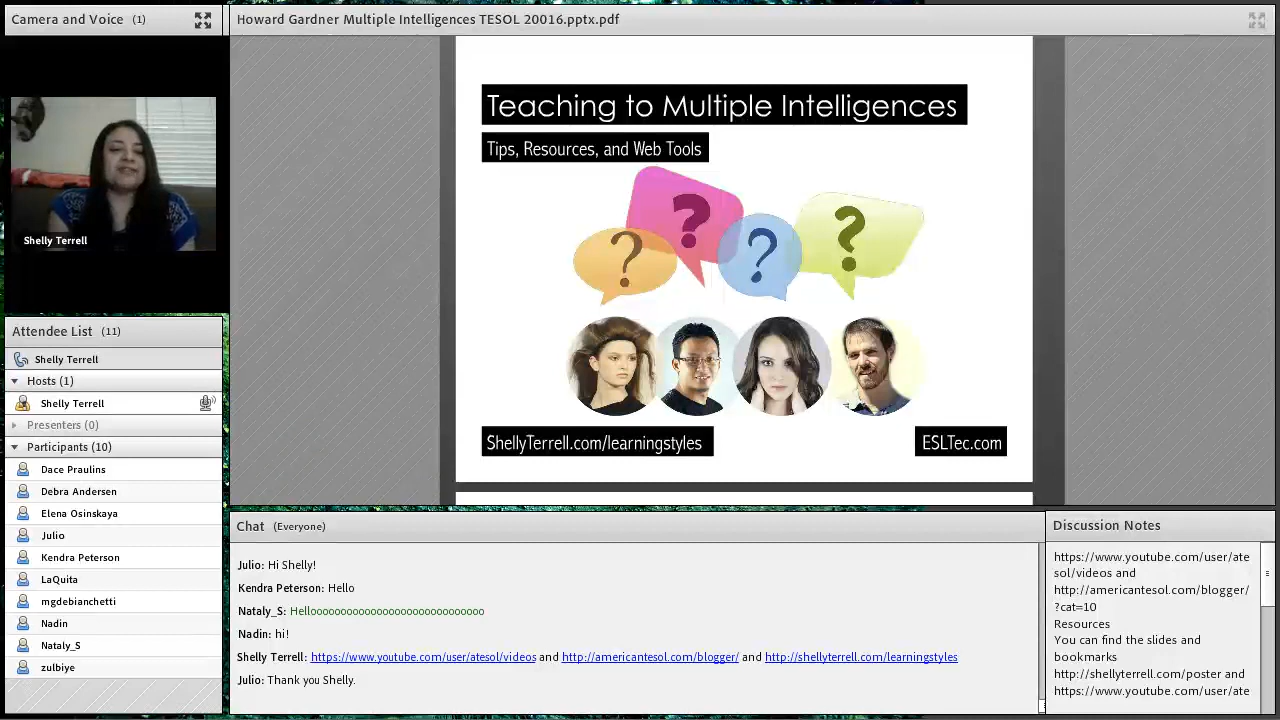 Camera and Voice (1)
Shelly Terrell
Attendee List (11)
Shelly Terrell
Hosts (1)
Shelly Terrell
Presenters (0)
Participants (10)
Dace Praulins
Debra Andersen
Elena Osinskaya
Julio
Kendra Peterson
LaQuita
mgdebianchetti
Nadin
Nataly_S
zulbiye
Howard Gardner Multiple Intelligences TESOL 20016.pptx.pdf
Teaching to Multiple Intelligences
Tips, Resources, and Web Tools
? ? ? ?
ShellyTerrell.com/learningstyles
ESLTec.com
Chat (Everyone)
Julio: Hi Shelly!
Kendra Peterson: Hello
Nataly_S: Hellooooooooooooooooooooooooooooo
Nadin: hi!
Shelly Terrell: https://www.youtube.com/user/atesol/videos and http://americantesol.com/blogger/ and http://shellyterrell.com/learningstyles
Julio: Thank you Shelly.
Discussion Notes
https://www.youtube.com/user/ate
sol/videos and
http://americantesol.com/blogger/
?cat=10
Resources
You can find the slides and
bookmarks
http://shellyterrell.com/poster and
https://www.youtube.com/user/ate